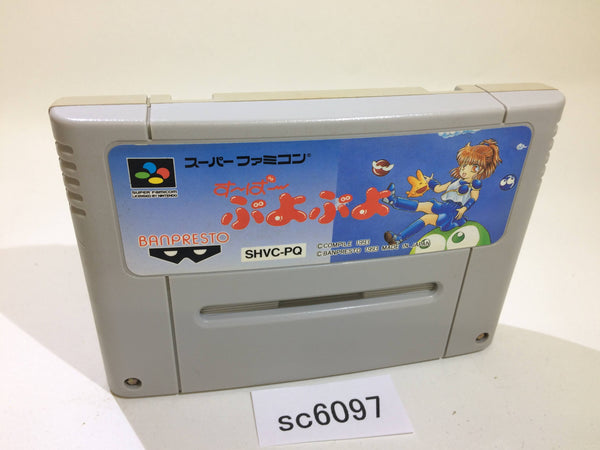 スーパーファミコン®
SUPER FAMICOM
LICENSED BY NINTENDO
す〜ぱ〜
ぷよぷよ
BANPRESTO
SHVC-PQ
©COMPILE 1993
©BANPRESTO 1993 MADE IN JAPAN
sc6097